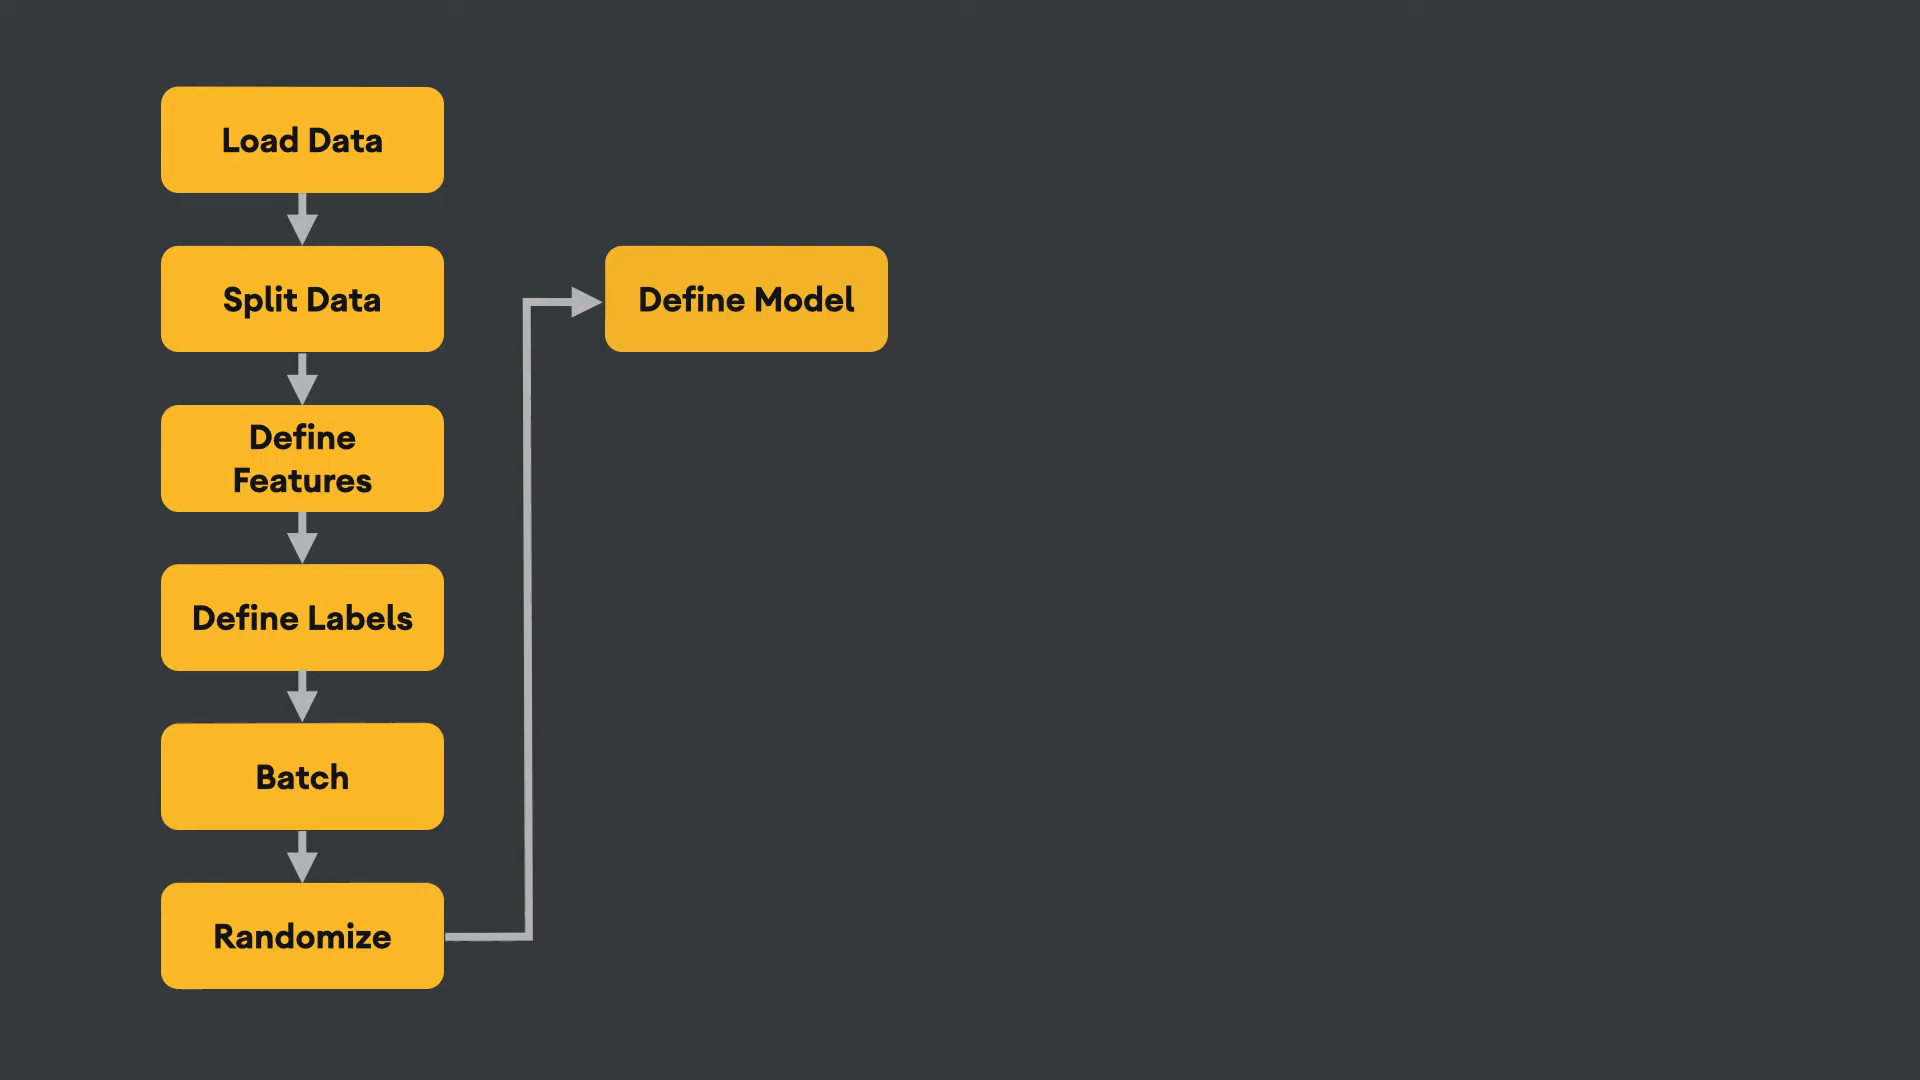 Load Data
Split Data
Define
Features
Define Labels
Batch
Randomize
Define Model